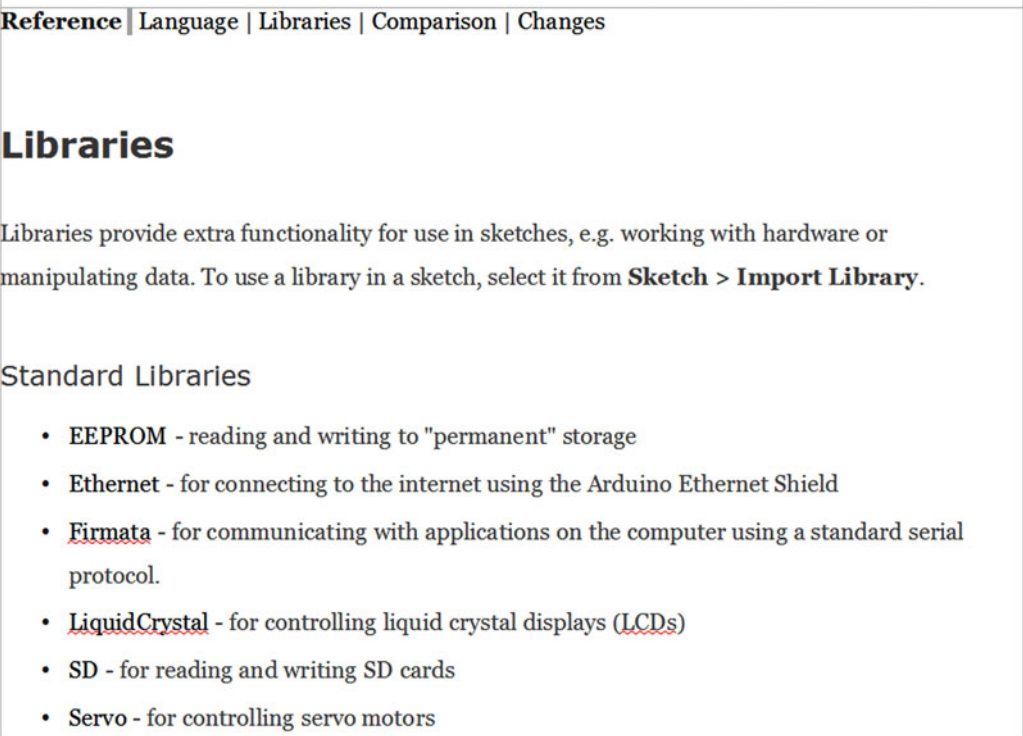 Reference | Language | Libraries | Comparison | Changes
Libraries
Libraries provide extra functionality for use in sketches, e.g. working with hardware or
manipulating data. To use a library in a sketch, select it from Sketch > Import Library.
Standard Libraries
• EEPROM - reading and writing to "permanent" storage
• Ethernet - for connecting to the internet using the Arduino Ethernet Shield
• Firmata - for communicating with applications on the computer using a standard serial
protocol.
• LiquidCrystal - for controlling liquid crystal displays (LCDs)
• SD - for reading and writing SD cards
• Servo - for controlling servo motors